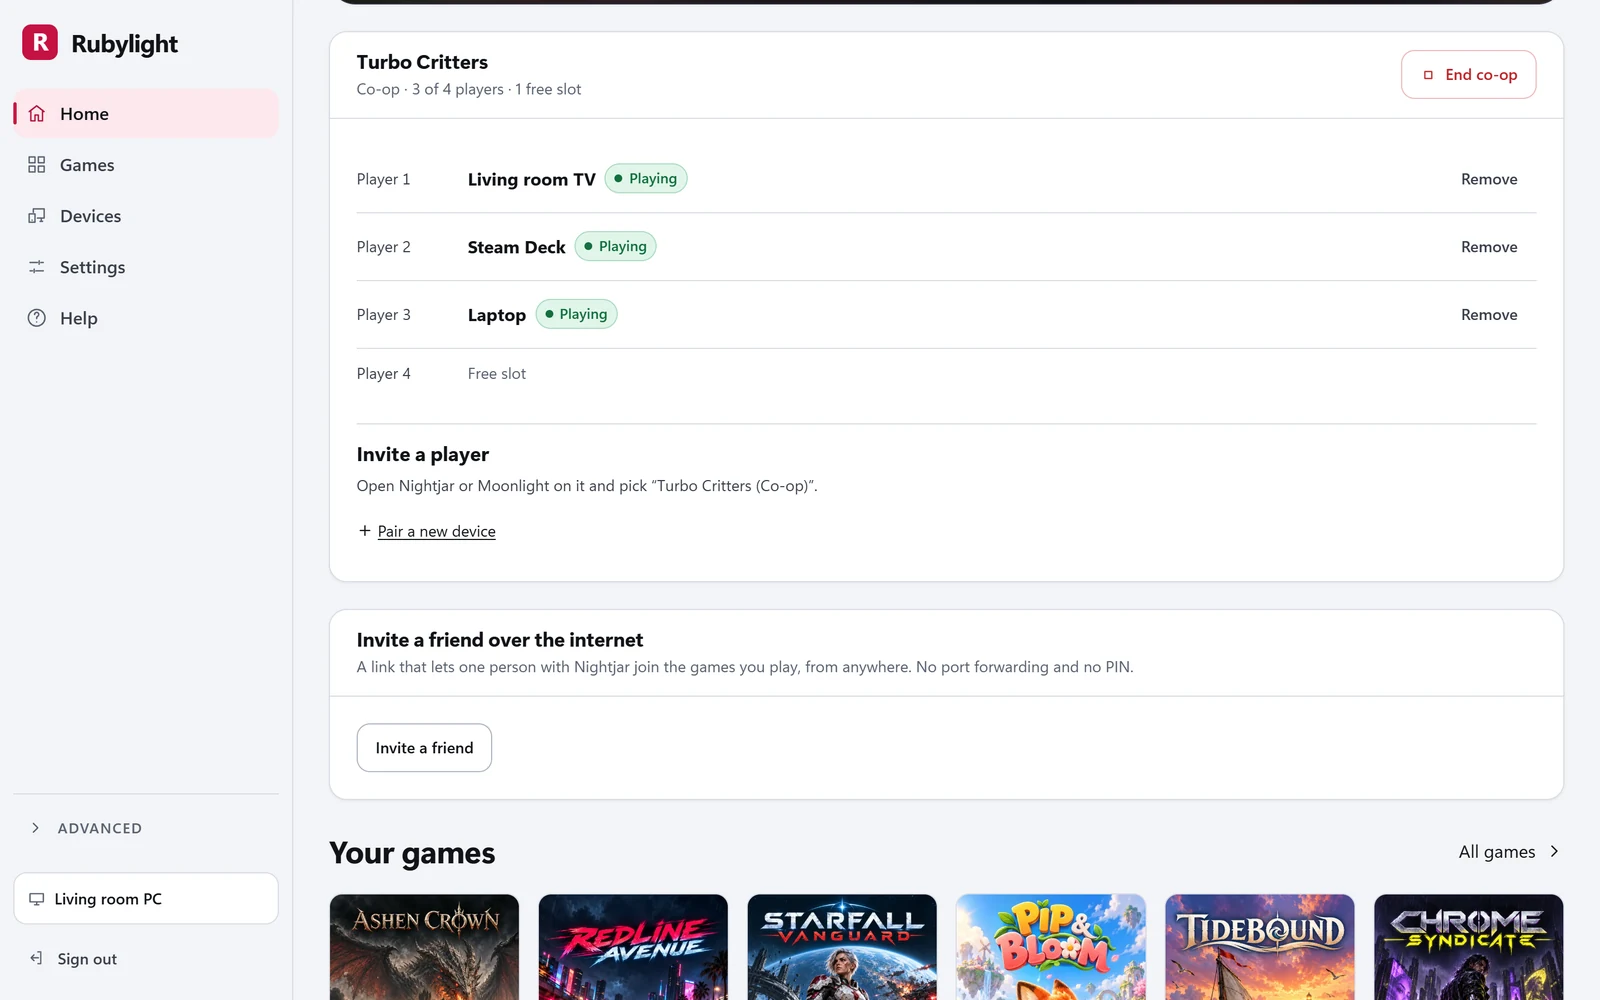 R Rubylight
Home
Games
Devices
Settings
Help
ADVANCED
Living room PC
Sign out
Turbo Critters
Co-op · 3 of 4 players · 1 free slot
End co-op
Player 1 Living room TV Playing Remove
Player 2 Steam Deck Playing Remove
Player 3 Laptop Playing Remove
Player 4 Free slot
Invite a player
Open Nightjar or Moonlight on it and pick “Turbo Critters (Co-op)”.
+ Pair a new device
Invite a friend over the internet
A link that lets one person with Nightjar join the games you play, from anywhere. No port forwarding and no PIN.
Invite a friend
Your games
All games
ASHEN CROWN
REDLINE
AVENUE
STARFALL
VANGUARD
PIP &
BLOOM
TIDEBOUND
CHROME
SYNDICATE